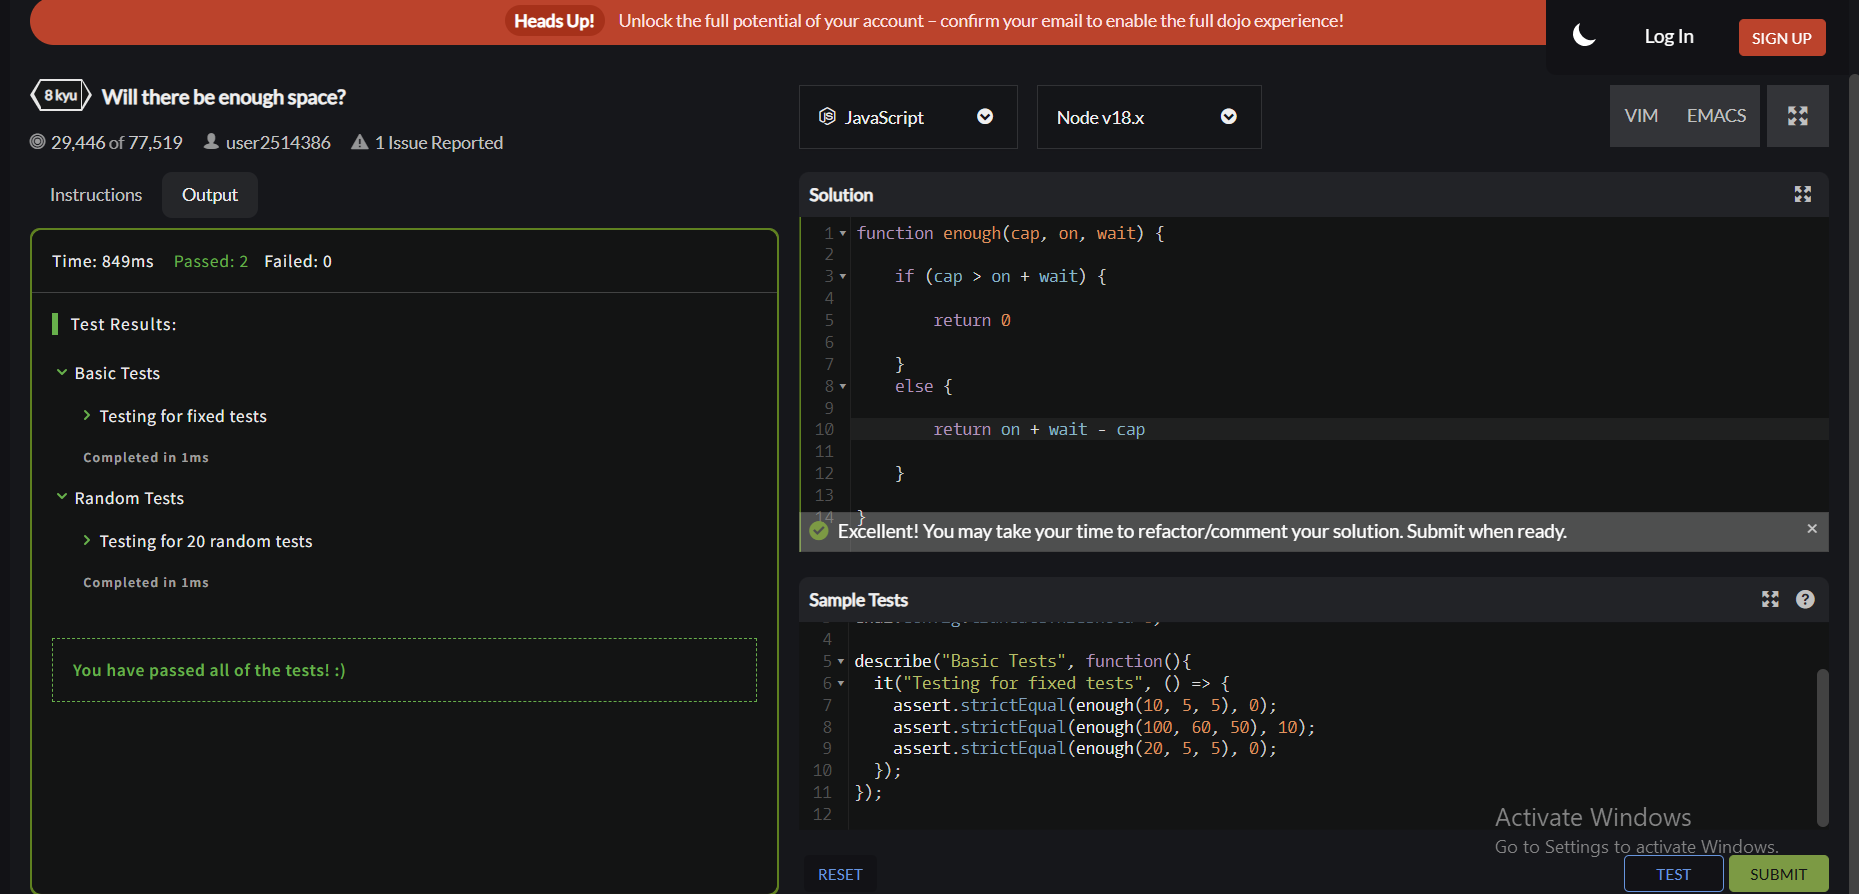 Heads Up! Unlock the full potential of your account – confirm your email to enable the full dojo experience!
Log In
SIGN UP
8 kyu Will there be enough space?
29,446 of 77,519 user2514386 1 Issue Reported
JavaScript
Node v18.x
VIM EMACS
Instructions Output
Time: 849ms Passed: 2 Failed: 0
Test Results:
Basic Tests
Testing for fixed tests
Completed in 1ms
Random Tests
Testing for 20 random tests
Completed in 1ms
You have passed all of the tests! :)
Solution
1 function enough(cap, on, wait) {
2
3 if (cap > on + wait) {
4
5 return 0
6
7 }
8 else {
9
10 return on + wait - cap
11
12 }
13
14 }
Excellent! You may take your time to refactor/comment your solution. Submit when ready.
Sample Tests
4
5 describe("Basic Tests", function(){
6 it("Testing for fixed tests", () => {
7 assert.strictEqual(enough(10, 5, 5), 0);
8 assert.strictEqual(enough(100, 60, 50), 10);
9 assert.strictEqual(enough(20, 5, 5), 0);
10 });
11 });
12
Activate Windows
Go to Settings to activate Windows.
RESET
TEST
SUBMIT